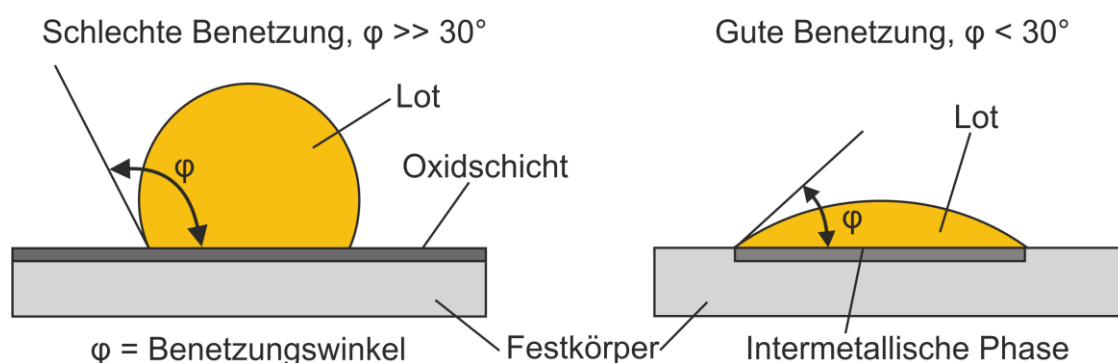 Schlechte Benetzung, φ >> 30°
Gute Benetzung, φ < 30°
Lot
φ
Oxidschicht
Lot
φ
φ = Benetzungswinkel
Festkörper
Intermetallische Phase